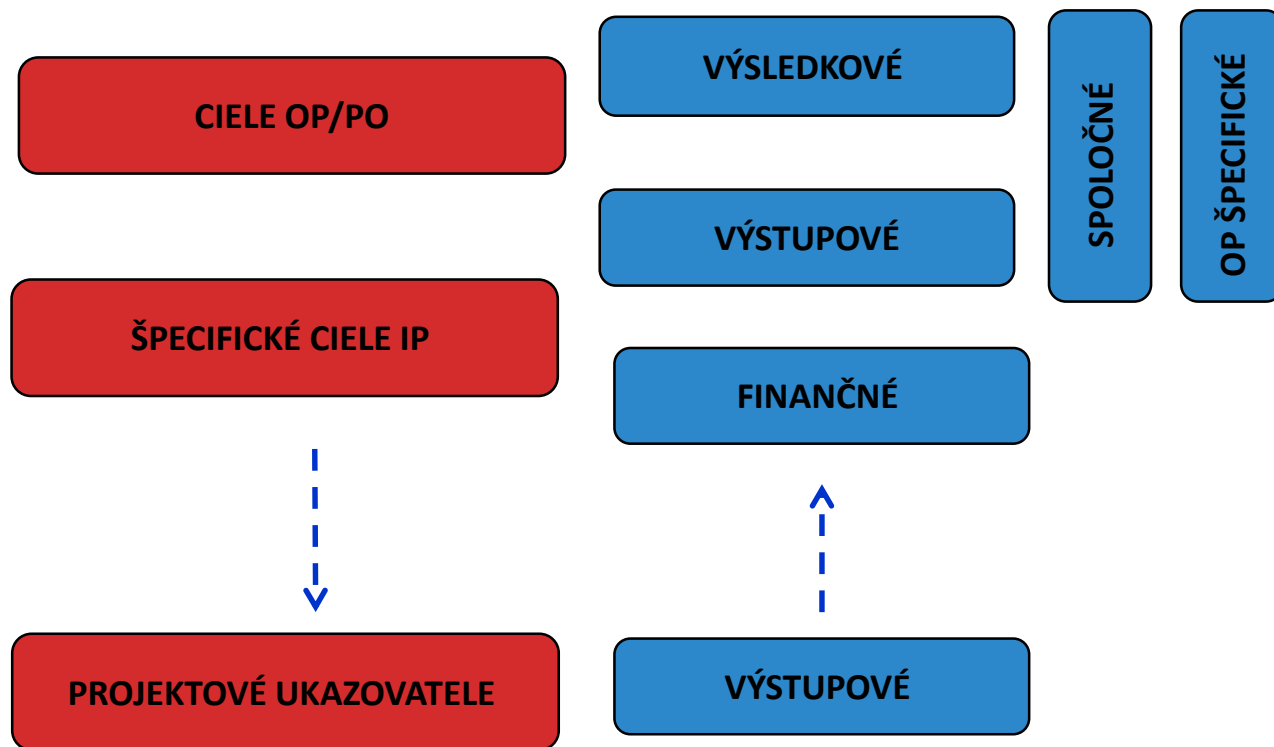 CIELE OP/PO
VÝSLEDKOVÉ
SPOLOČNÉ
OP ŠPECIFICKÉ
VÝSTUPOVÉ
ŠPECIFICKÉ CIELE IP
FINANČNÉ
PROJEKTOVÉ UKAZOVATELE
VÝSTUPOVÉ